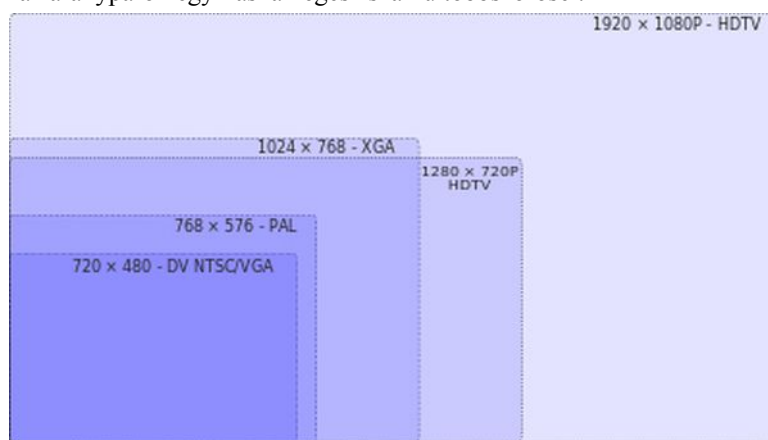 1920 × 1080P - HDTV
1024 × 768 - XGA
1280 × 720P
HDTV
768 × 576 - PAL
720 × 480 - DV NTSC/VGA